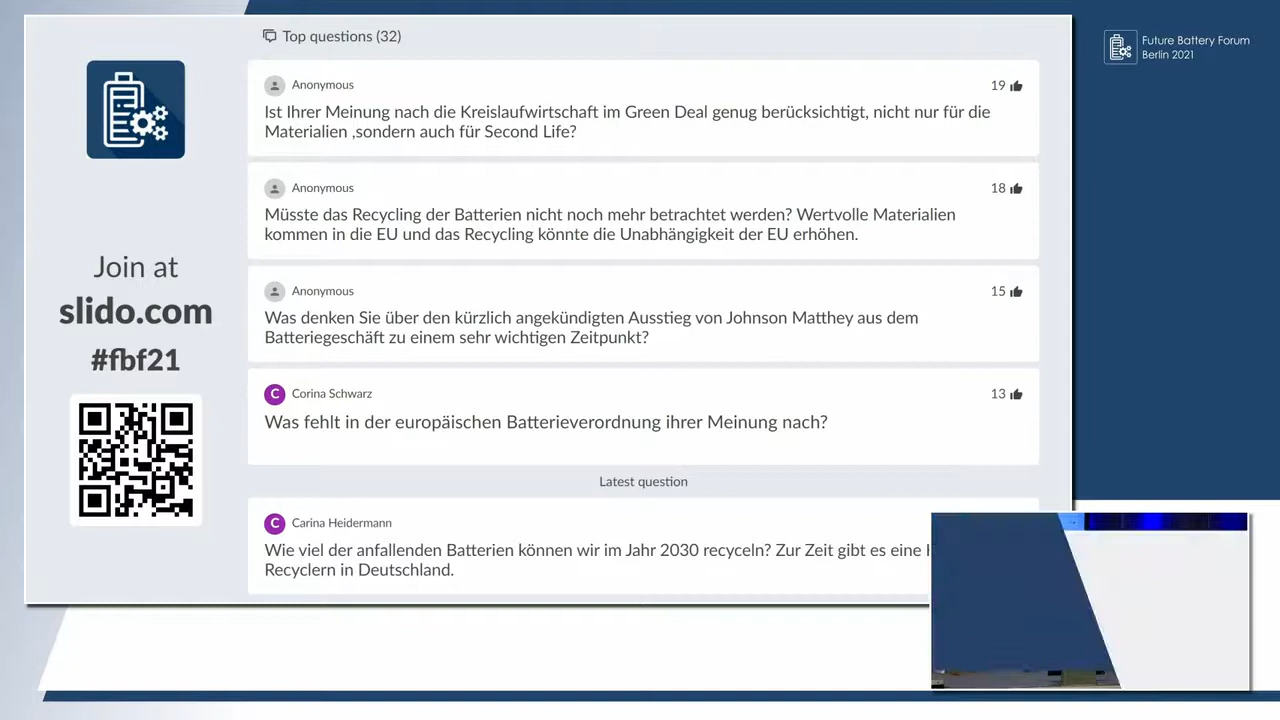 Top questions (32)
Future Battery Forum
Berlin 2021
Anonymous
19
Ist Ihrer Meinung nach die Kreislaufwirtschaft im Green Deal genug berücksichtigt, nicht nur für die
Materialien ,sondern auch für Second Life?
Anonymous
18
Müsste das Recycling der Batterien nicht noch mehr betrachtet werden? Wertvolle Materialien
kommen in die EU und das Recycling könnte die Unabhängigkeit der EU erhöhen.
Join at
slido.com
#fbf21
Anonymous
15
Was denken Sie über den kürzlich angekündigten Ausstieg von Johnson Matthey aus dem
Batteriegeschäft zu einem sehr wichtigen Zeitpunkt?
C Corina Schwarz
13
Was fehlt in der europäischen Batterieverordnung ihrer Meinung nach?
Latest question
C Carina Heidermann
Wie viel der anfallenden Batterien können wir im Jahr 2030 recyceln? Zur Zeit gibt es eine
Recyclern in Deutschland.